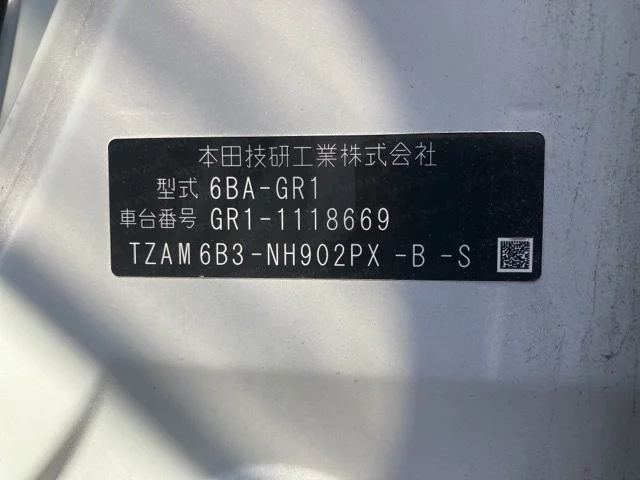 本田技研工業株式会社
型式 6BA-GR1
車台番号 GR1-1118669
TZAM6B3-NH902PX -B -S